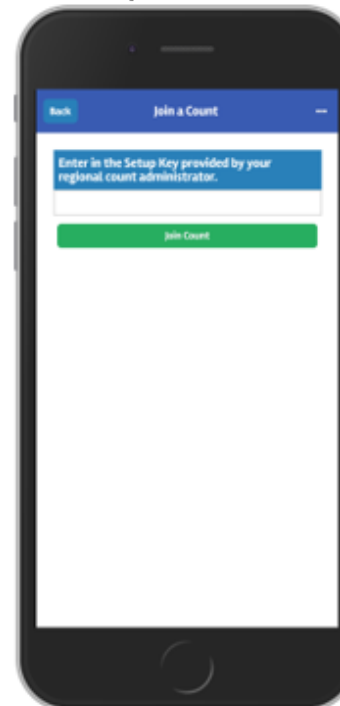 Back
Join a Count
Enter in the Setup Key provided by your
regional count administrator.
Join Count